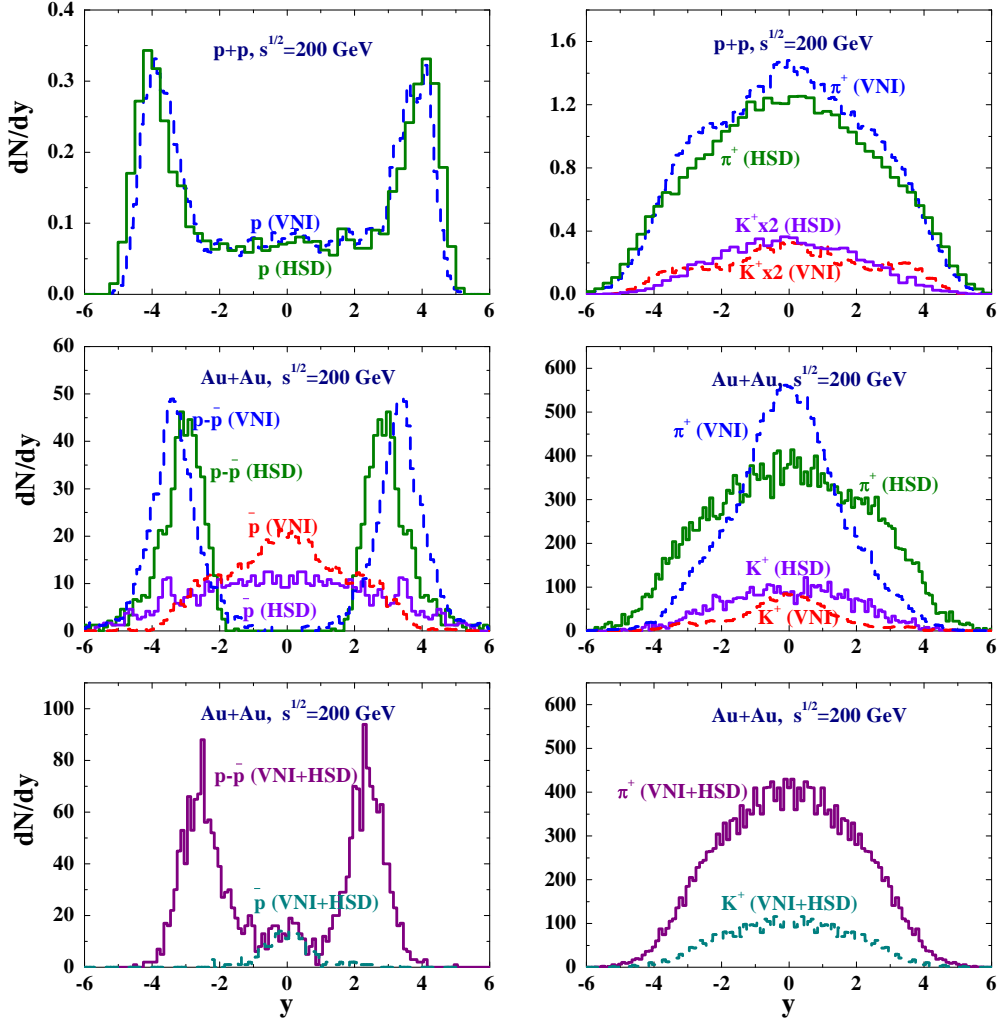 p+p, s^1/2=200 GeV
dN/dy
0.4
0.3
0.2
0.1
0.0
p (VNI)
p (HSD)
-6 -4 -2 0 2 4 6
p+p, s^1/2=200 GeV
1.6
1.2
0.8
0.4
0.0
π+ (VNI)
π+ (HSD)
K+x2 (HSD)
K+x2 (VNI)
-6 -4 -2 0 2 4 6
Au+Au, s^1/2=200 GeV
dN/dy
60
50
40
30
20
10
0
p-p̄ (VNI)
p-p̄ (HSD)
p̄ (VNI)
p̄ (HSD)
-6 -4 -2 0 2 4 6
Au+Au, s^1/2=200 GeV
600
500
400
300
200
100
0
π+ (VNI)
π+ (HSD)
K+ (HSD)
K+ (VNI)
-6 -4 -2 0 2 4 6
Au+Au, s^1/2=200 GeV
dN/dy
100
80
60
40
20
0
p-p̄ (VNI+HSD)
p̄ (VNI+HSD)
-6 -4 -2 0 2 4 6
y
Au+Au, s^1/2=200 GeV
600
500
400
300
200
100
0
π+ (VNI+HSD)
K+ (VNI+HSD)
-6 -4 -2 0 2 4 6
y